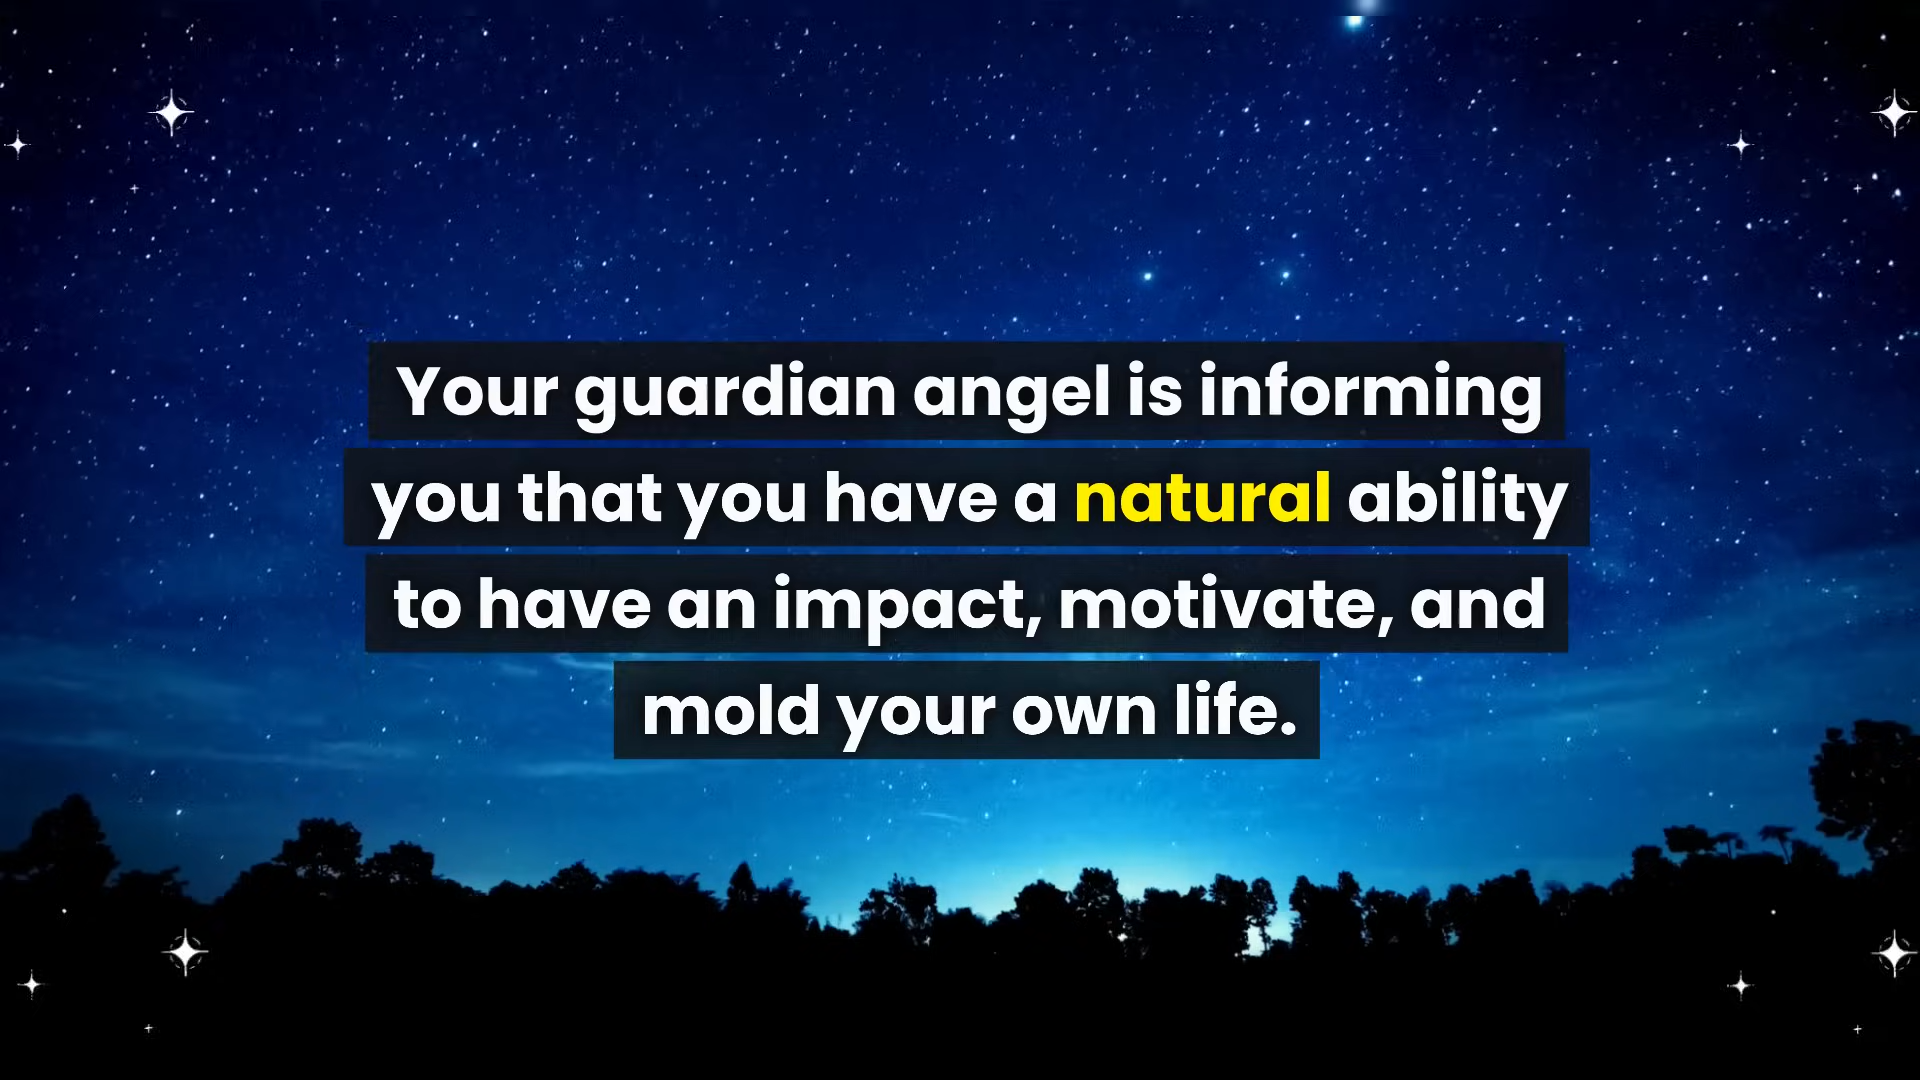 Your guardian angel is informing
you that you have a natural ability
to have an impact, motivate, and
mold your own life.